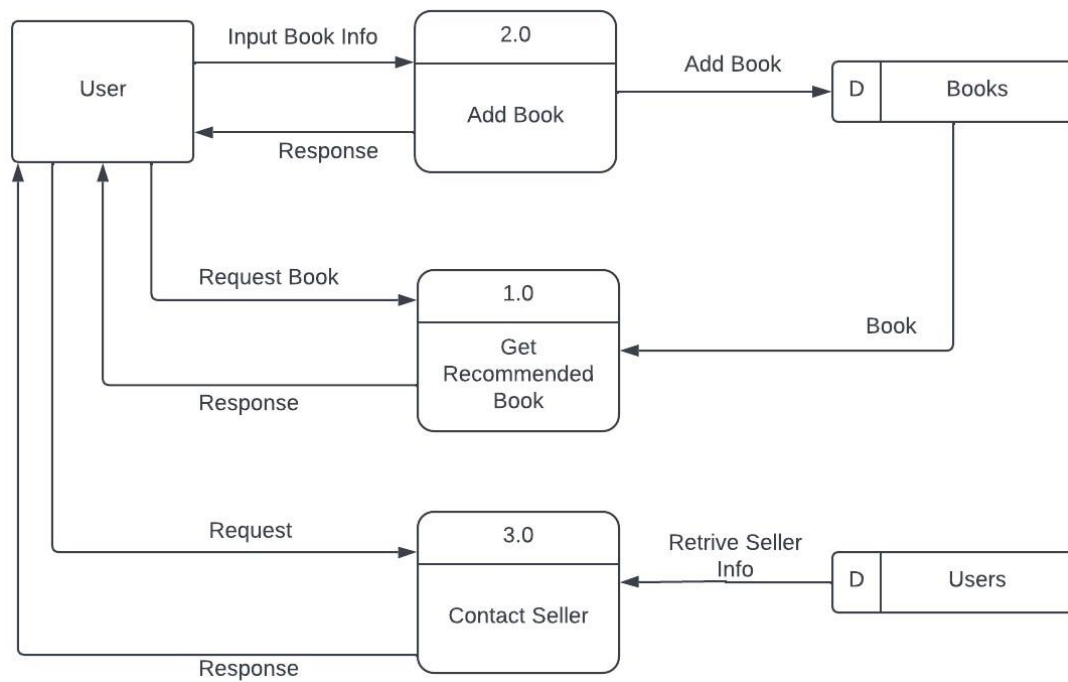 Input Book Info
2.0
User
Add Book
Add Book
D
Books
Response
Request Book
1.0
Book
Get
Recommended
Book
Response
Request
3.0
Retrive Seller
Info
D
Users
Contact Seller
Response